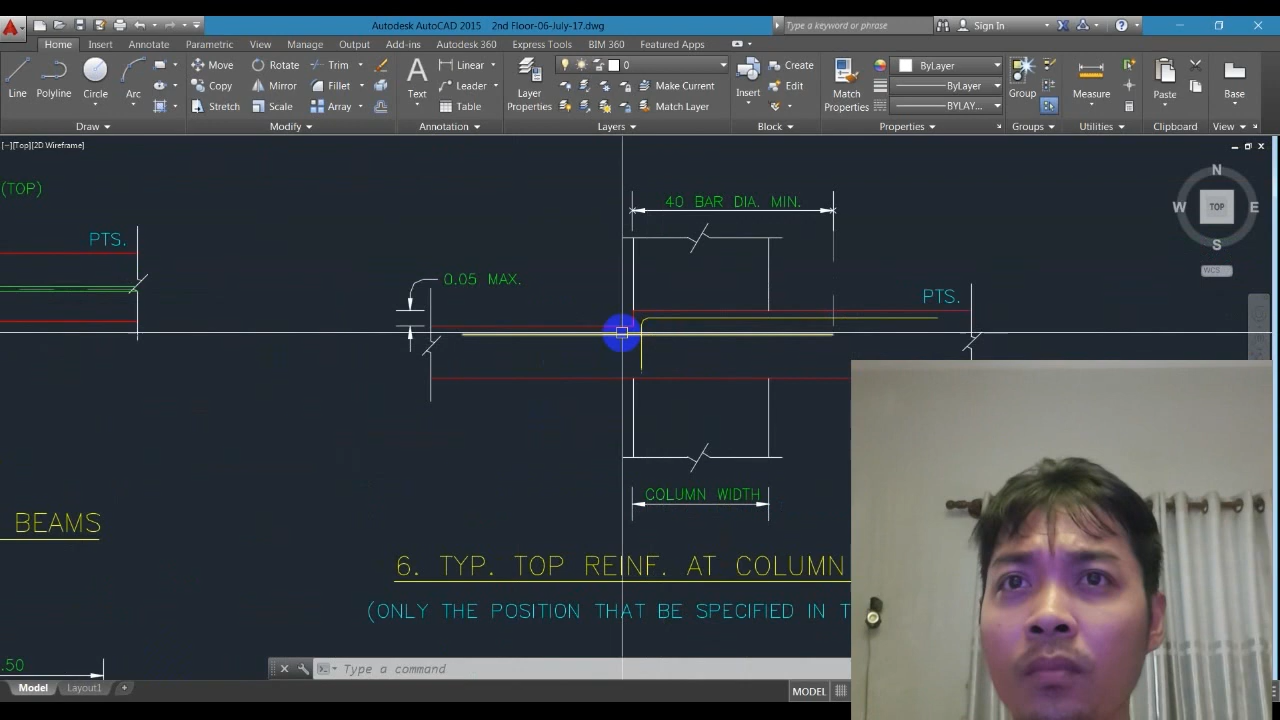 Autodesk AutoCAD 2015 2nd Floor-06-July-17.dwg
Type a keyword or phrase
Sign In
Home Insert Annotate Parametric View Manage Output Add-ins Autodesk 360 Express Tools BIM 360 Featured Apps
Line
Polyline
Circle
Arc
Move
Rotate
Trim
Copy
Mirror
Fillet
Stretch
Scale
Array
Text
Linear
Leader
Table
Layer
Properties
0
Make Current
Match Layer
Insert
Create
Edit
Match
Properties
ByLayer
ByLayer
BYLAY...
Group
Measure
Paste
Base
Draw
Modify
Annotation
Layers
Block
Properties
Groups
Utilities
Clipboard
View
[−][Top][2D Wireframe]
N
W
TOP
E
S
WCS
(TOP)
PTS.
40 BAR DIA. MIN.
0.05 MAX.
PTS.
COLUMN WIDTH
BEAMS
6. TYP. TOP REINF. AT COLUMN
(ONLY THE POSITION THAT BE SPECIFIED IN T
.50
Type a command
Model
Layout1
+
MODEL